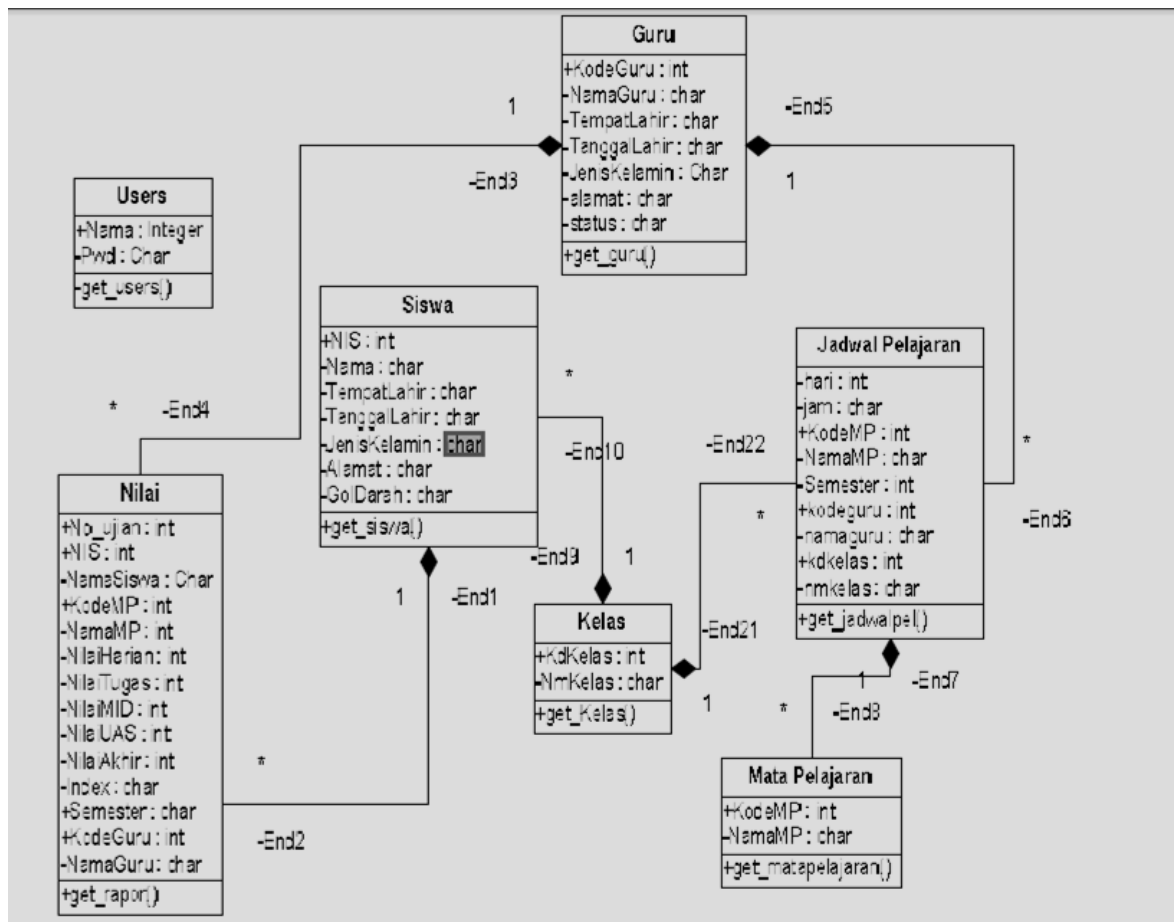 Guru
+KodeGuru : int
-NamaGuru : char
-TempatLahir : char
-TanggalLahir : char
-JenisKelamin : Char
-alamat : char
-status : char
+get_guru()
1
-End3
-End5
1
Users
+Nama : Integer
-Pwd : Char
-get_users()
Siswa
+NIS : int
-Nama : char
-TempatLahir : char
-TanggalLahir : char
-JenisKelamin : char
-Alamat : char
-GolDarah : char
+get_siswa()
*
-End10
-End9
1
1
-End1
*
-End4
Nilai
+No_ujian : int
+NIS : int
-NamaSiswa : Char
+KodeMP : int
-NamaMP : int
-NilaiHarian : int
-NilaiTugas : int
-NilaiMID : int
-NilaiUAS : int
-NilaiAkhir : int
-Index : char
+Semester : char
+KodeGuru : int
-NamaGuru : char
+get_rapor()
*
-End2
Jadwal Pelajaran
-hari : int
-jam : char
+KodeMP : int
-NamaMP : char
-Semester : int
+kodeguru : int
-namaguru : char
+kdkelas : int
-nmkelas : char
+get_jadwalpel()
*
-End6
-End22
*
-End21
1
Kelas
+KdKelas : int
-NmKelas : char
+get_Kelas()
1
-End7
*
-End8
Mata Pelajaran
+KodeMP : int
-NamaMP : char
+get_matapelajaran()